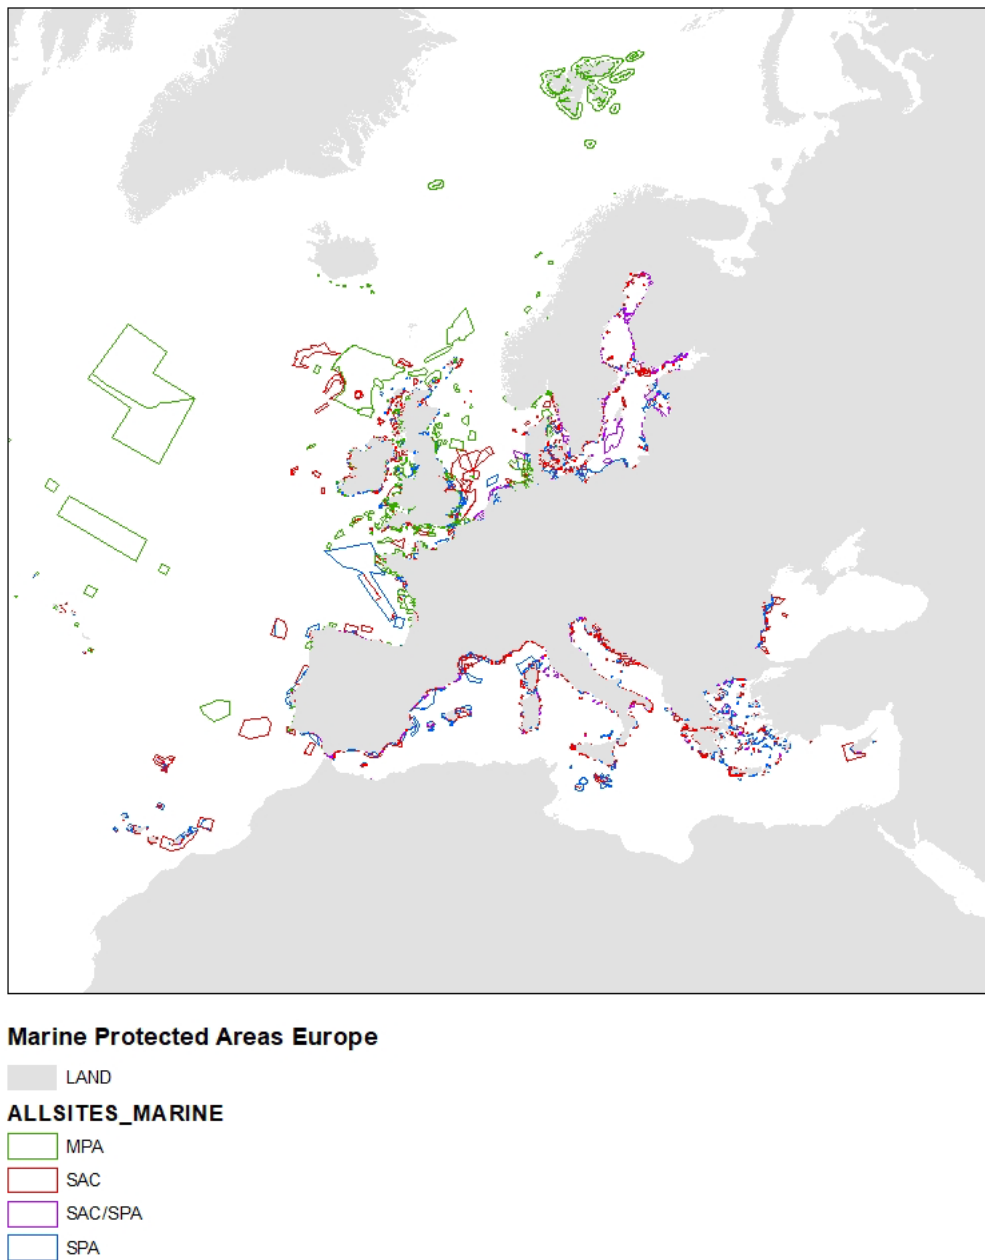 Marine Protected Areas Europe
LAND
ALLSITES_MARINE
MPA
SAC
SAC/SPA
SPA